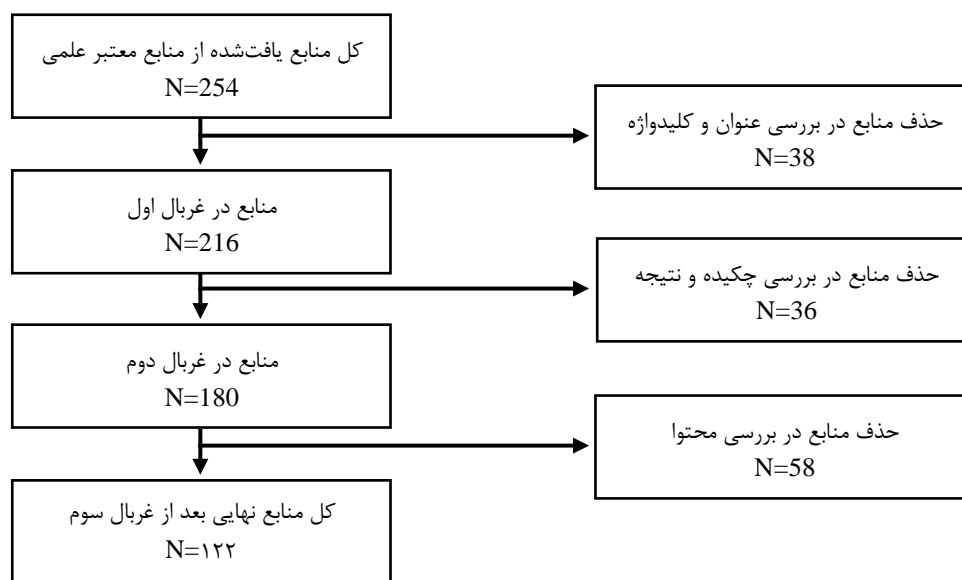 کل منابع یافت‌شده از منابع معتبر علمی
N=254
حذف منابع در بررسی عنوان و کلیدواژه
N=38
منابع در غربال اول
N=216
حذف منابع در بررسی چکیده و نتیجه
N=36
منابع در غربال دوم
N=180
حذف منابع در بررسی محتوا
N=58
کل منابع نهایی بعد از غربال سوم
N=۱۲۲